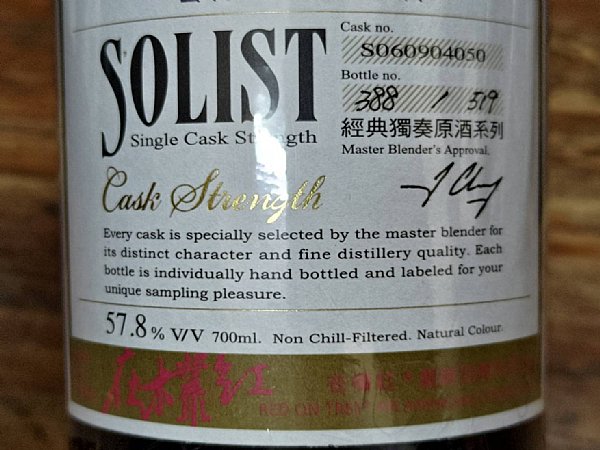 SOLIST
Single Cask Strength
Cask no.
S060904050
Bottle no.
388 / 519
經典獨奏原酒系列
Master Blender's Approval.
Cask Strength
Every cask is specially selected by the master blender for
its distinct character and fine distillery quality. Each
bottle is individually hand bottled and labeled for your
unique sampling pleasure.
57.8% V/V 700ml. Non Chill-Filtered. Natural Colour.
RED ON TREE